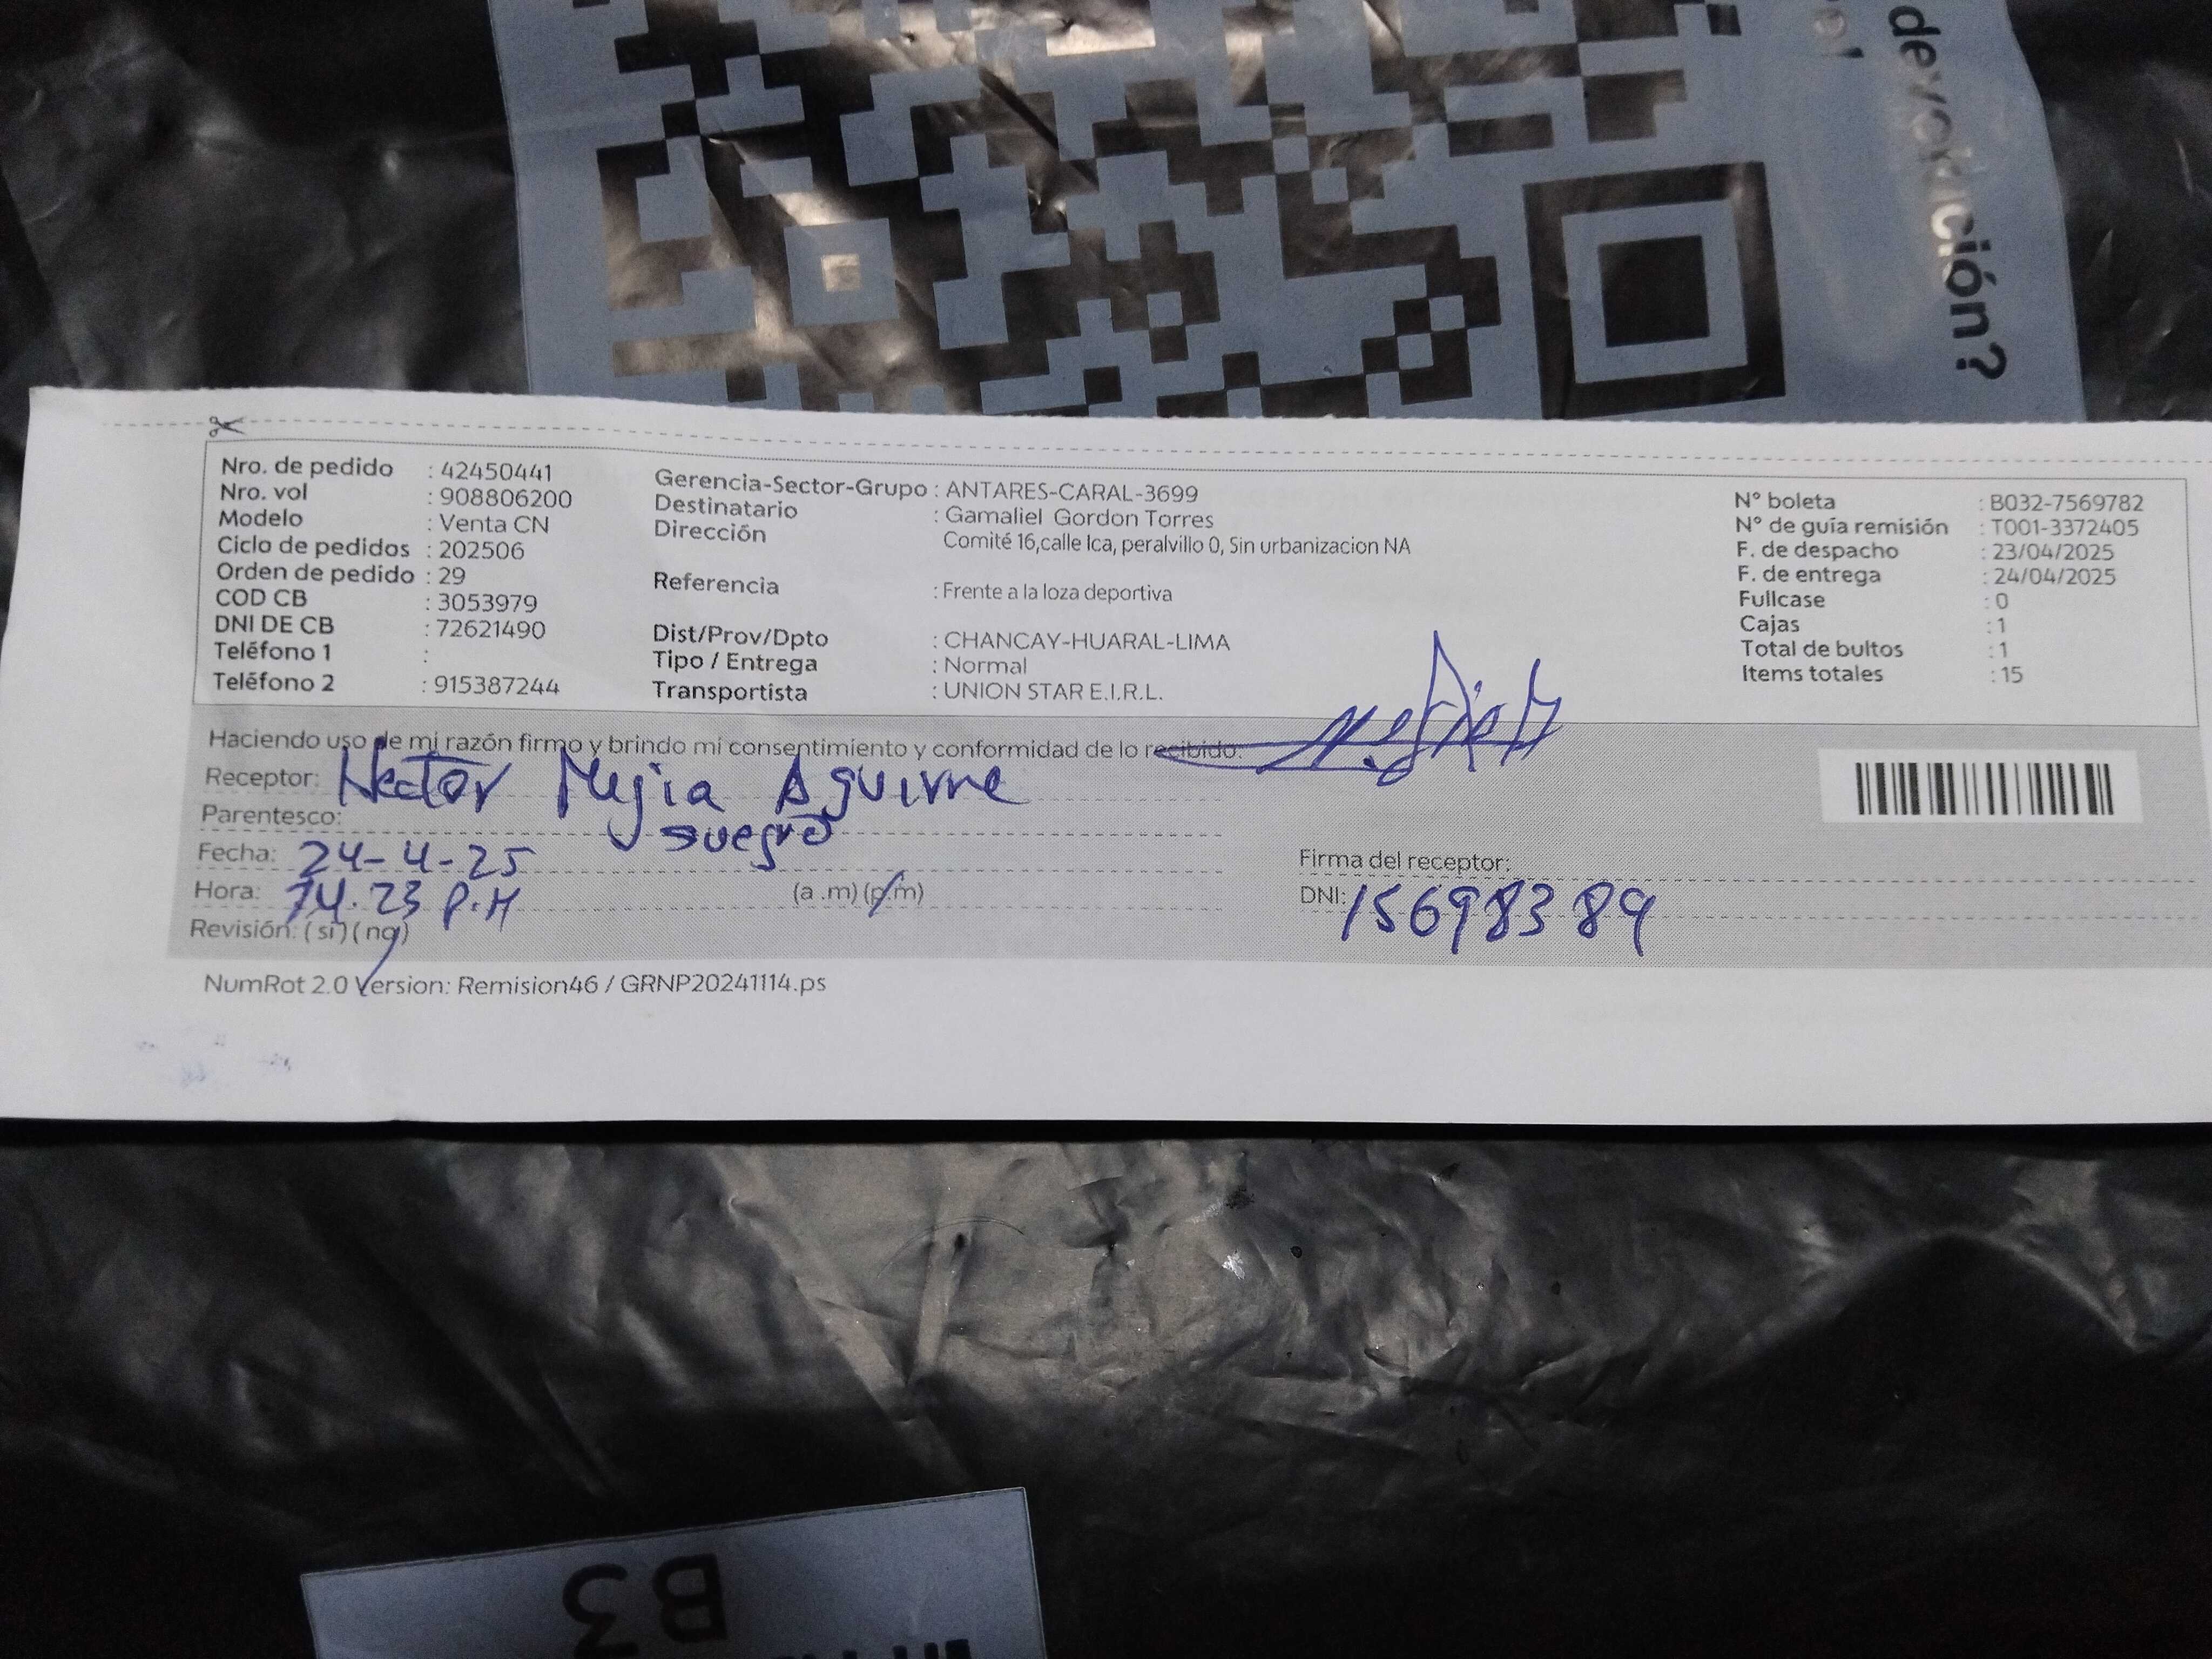 de
ción?
Nro. de pedido : 42450441
Nro. vol : 908806200
Modelo : Venta CN
Ciclo de pedidos : 202506
Orden de pedido : 29
COD CB : 3053979
DNI DE CB : 72621490
Teléfono 1 :
Teléfono 2 : 915387244
Gerencia-Sector-Grupo : ANTARES-CARAL-3699
Destinatario : Gamaliel Gordon Torres
Dirección Comité 16,calle Ica, peralvillo 0, Sin urbanizacion NA
Referencia : Frente a la loza deportiva
Dist/Prov/Dpto : CHANCAY-HUARAL-LIMA
Tipo / Entrega : Normal
Transportista : UNION STAR E.I.R.L.
N° boleta : B032-7569782
N° de guía remisión : T001-3372405
F. de despacho : 23/04/2025
F. de entrega : 24/04/2025
Fullcase : 0
Cajas : 1
Total de bultos : 1
Items totales : 15
Haciendo uso de mi razón firmo y brindo mi consentimiento y conformidad de lo recibido:
Receptor: Hector Mejia Aguirre
Parentesco: suegro
Fecha: 24-4-25
Hora: 14.23 P.M (a.m) (p.m)
Revisión: (si) (no)
Firma del receptor:
DNI: 15698389
NumRot 2.0 Version: Remision46 / GRNP20241114.ps
B3